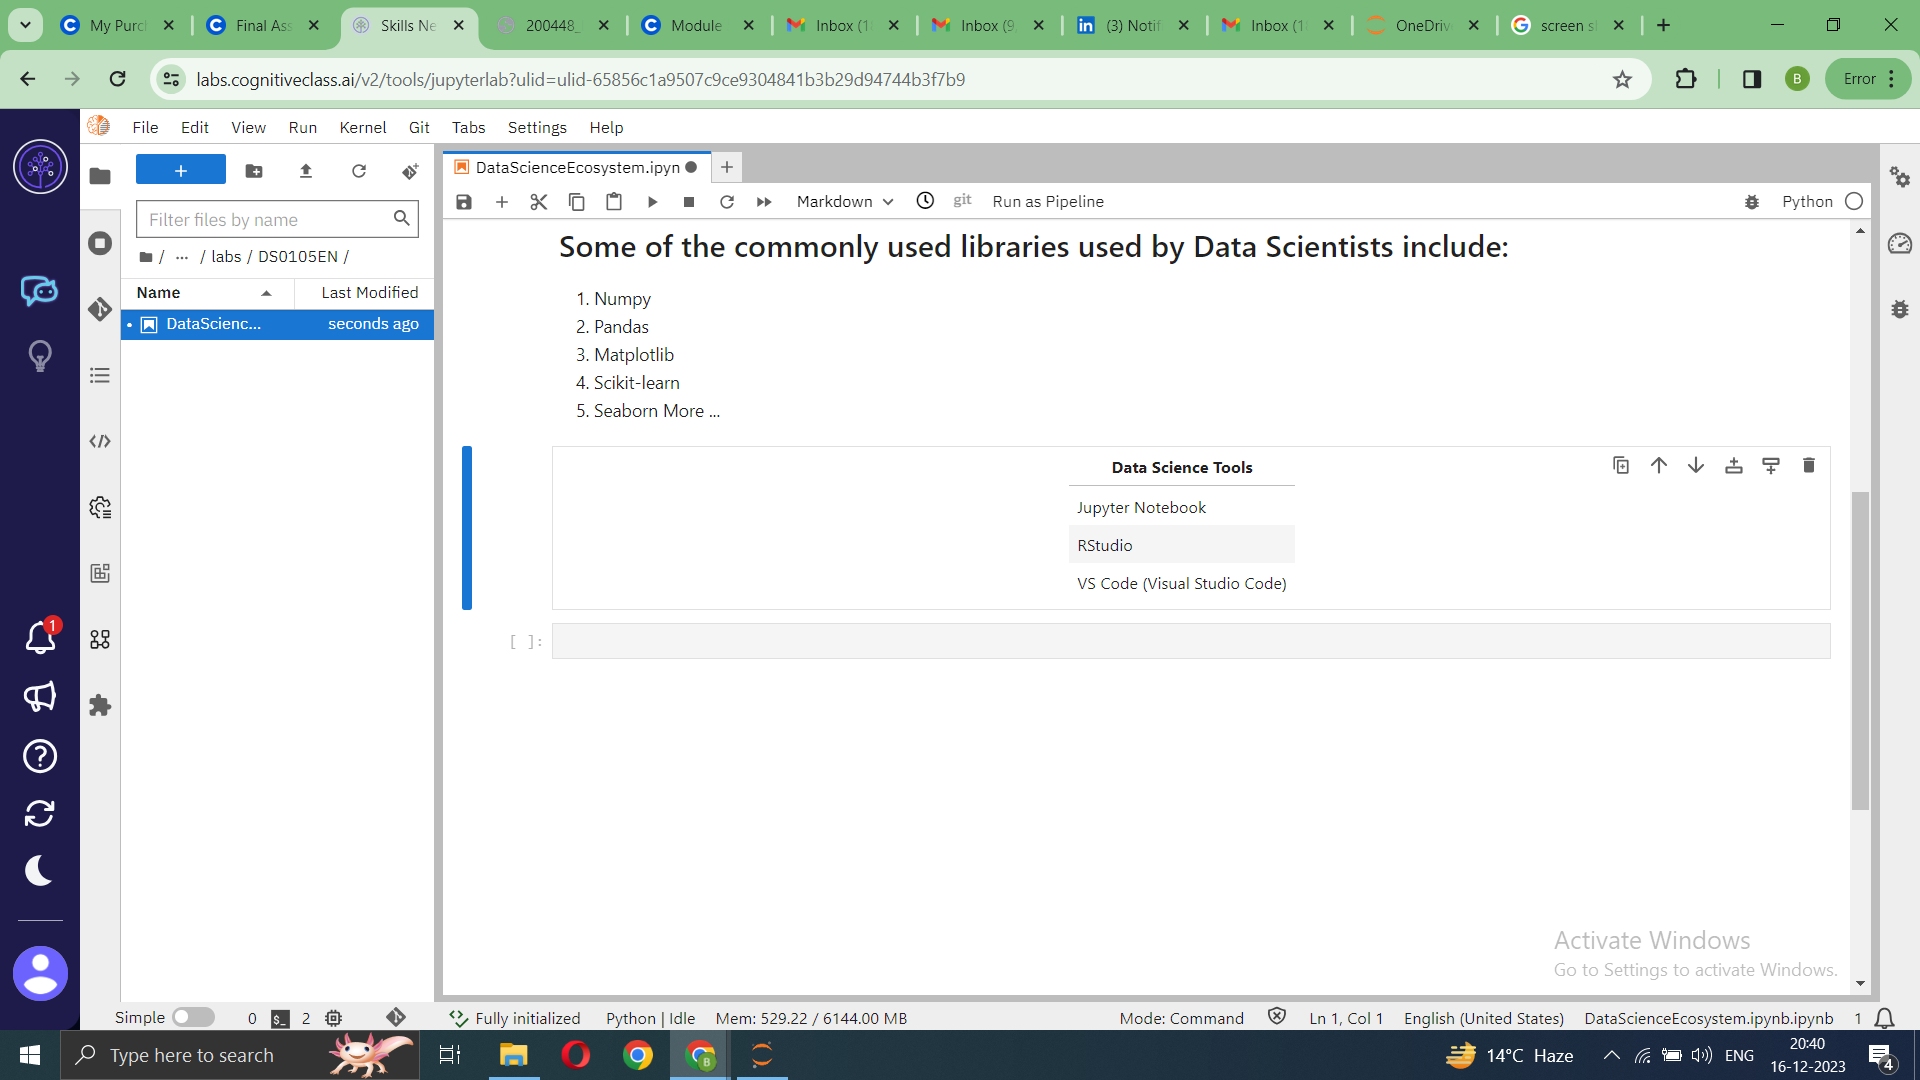 My Purc
Final Ass
Skills Ne
200448_
Module
Inbox (1
Inbox (9
(3) Notif
Inbox (1
OneDriv
screen s
labs.cognitiveclass.ai/v2/tools/jupyterlab?ulid=ulid-65856c1a9507c9ce9304841b3b29d94744b3f7b9
B
Error
File Edit View Run Kernel Git Tabs Settings Help
DataScienceEcosystem.ipyn
Filter files by name
Markdown
git
Run as Pipeline
Python
/ ... / labs / DS0105EN /
Name
Last Modified
DataScienc...
seconds ago
Some of the commonly used libraries used by Data Scientists include:
1. Numpy
2. Pandas
3. Matplotlib
4. Scikit-learn
5. Seaborn More ...
Data Science Tools
Jupyter Notebook
RStudio
VS Code (Visual Studio Code)
[ ]:
1
Activate Windows
Go to Settings to activate Windows.
Simple
0
$_
2
Fully initialized
Python | Idle
Mem: 529.22 / 6144.00 MB
Mode: Command
Ln 1, Col 1
English (United States)
DataScienceEcosystem.ipynb.ipynb
1
Type here to search
B
14°C Haze
ENG
20:40
16-12-2023
4